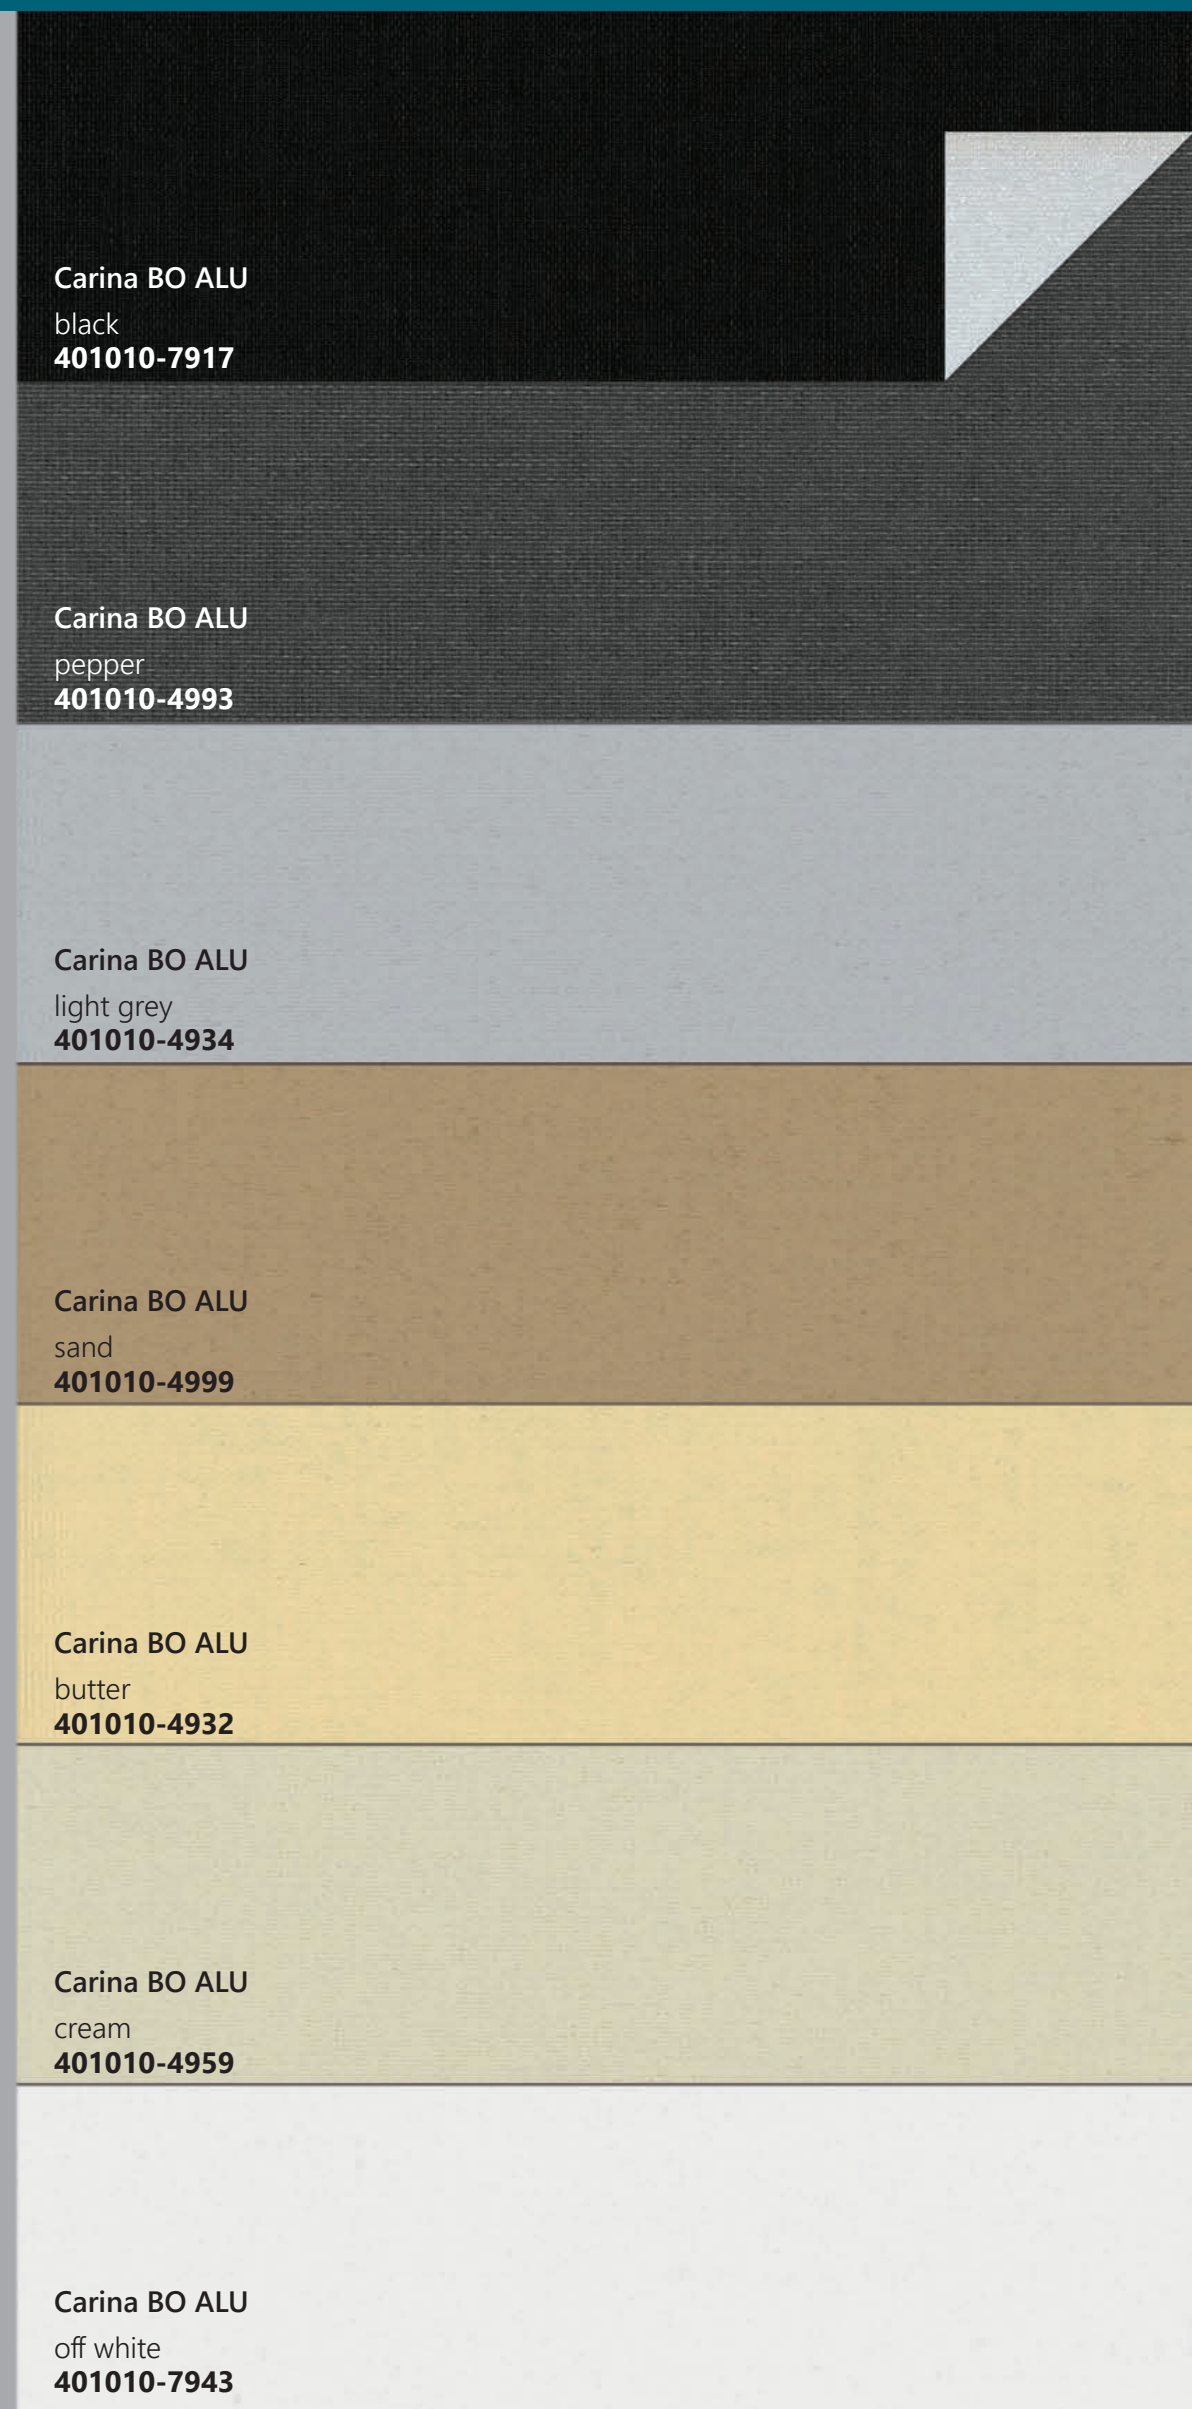 Carina BO ALU
black
401010-7917
Carina BO ALU
pepper
401010-4993
Carina BO ALU
light grey
401010-4934
Carina BO ALU
sand
401010-4999
Carina BO ALU
butter
401010-4932
Carina BO ALU
cream
401010-4959
Carina BO ALU
off white
401010-7943